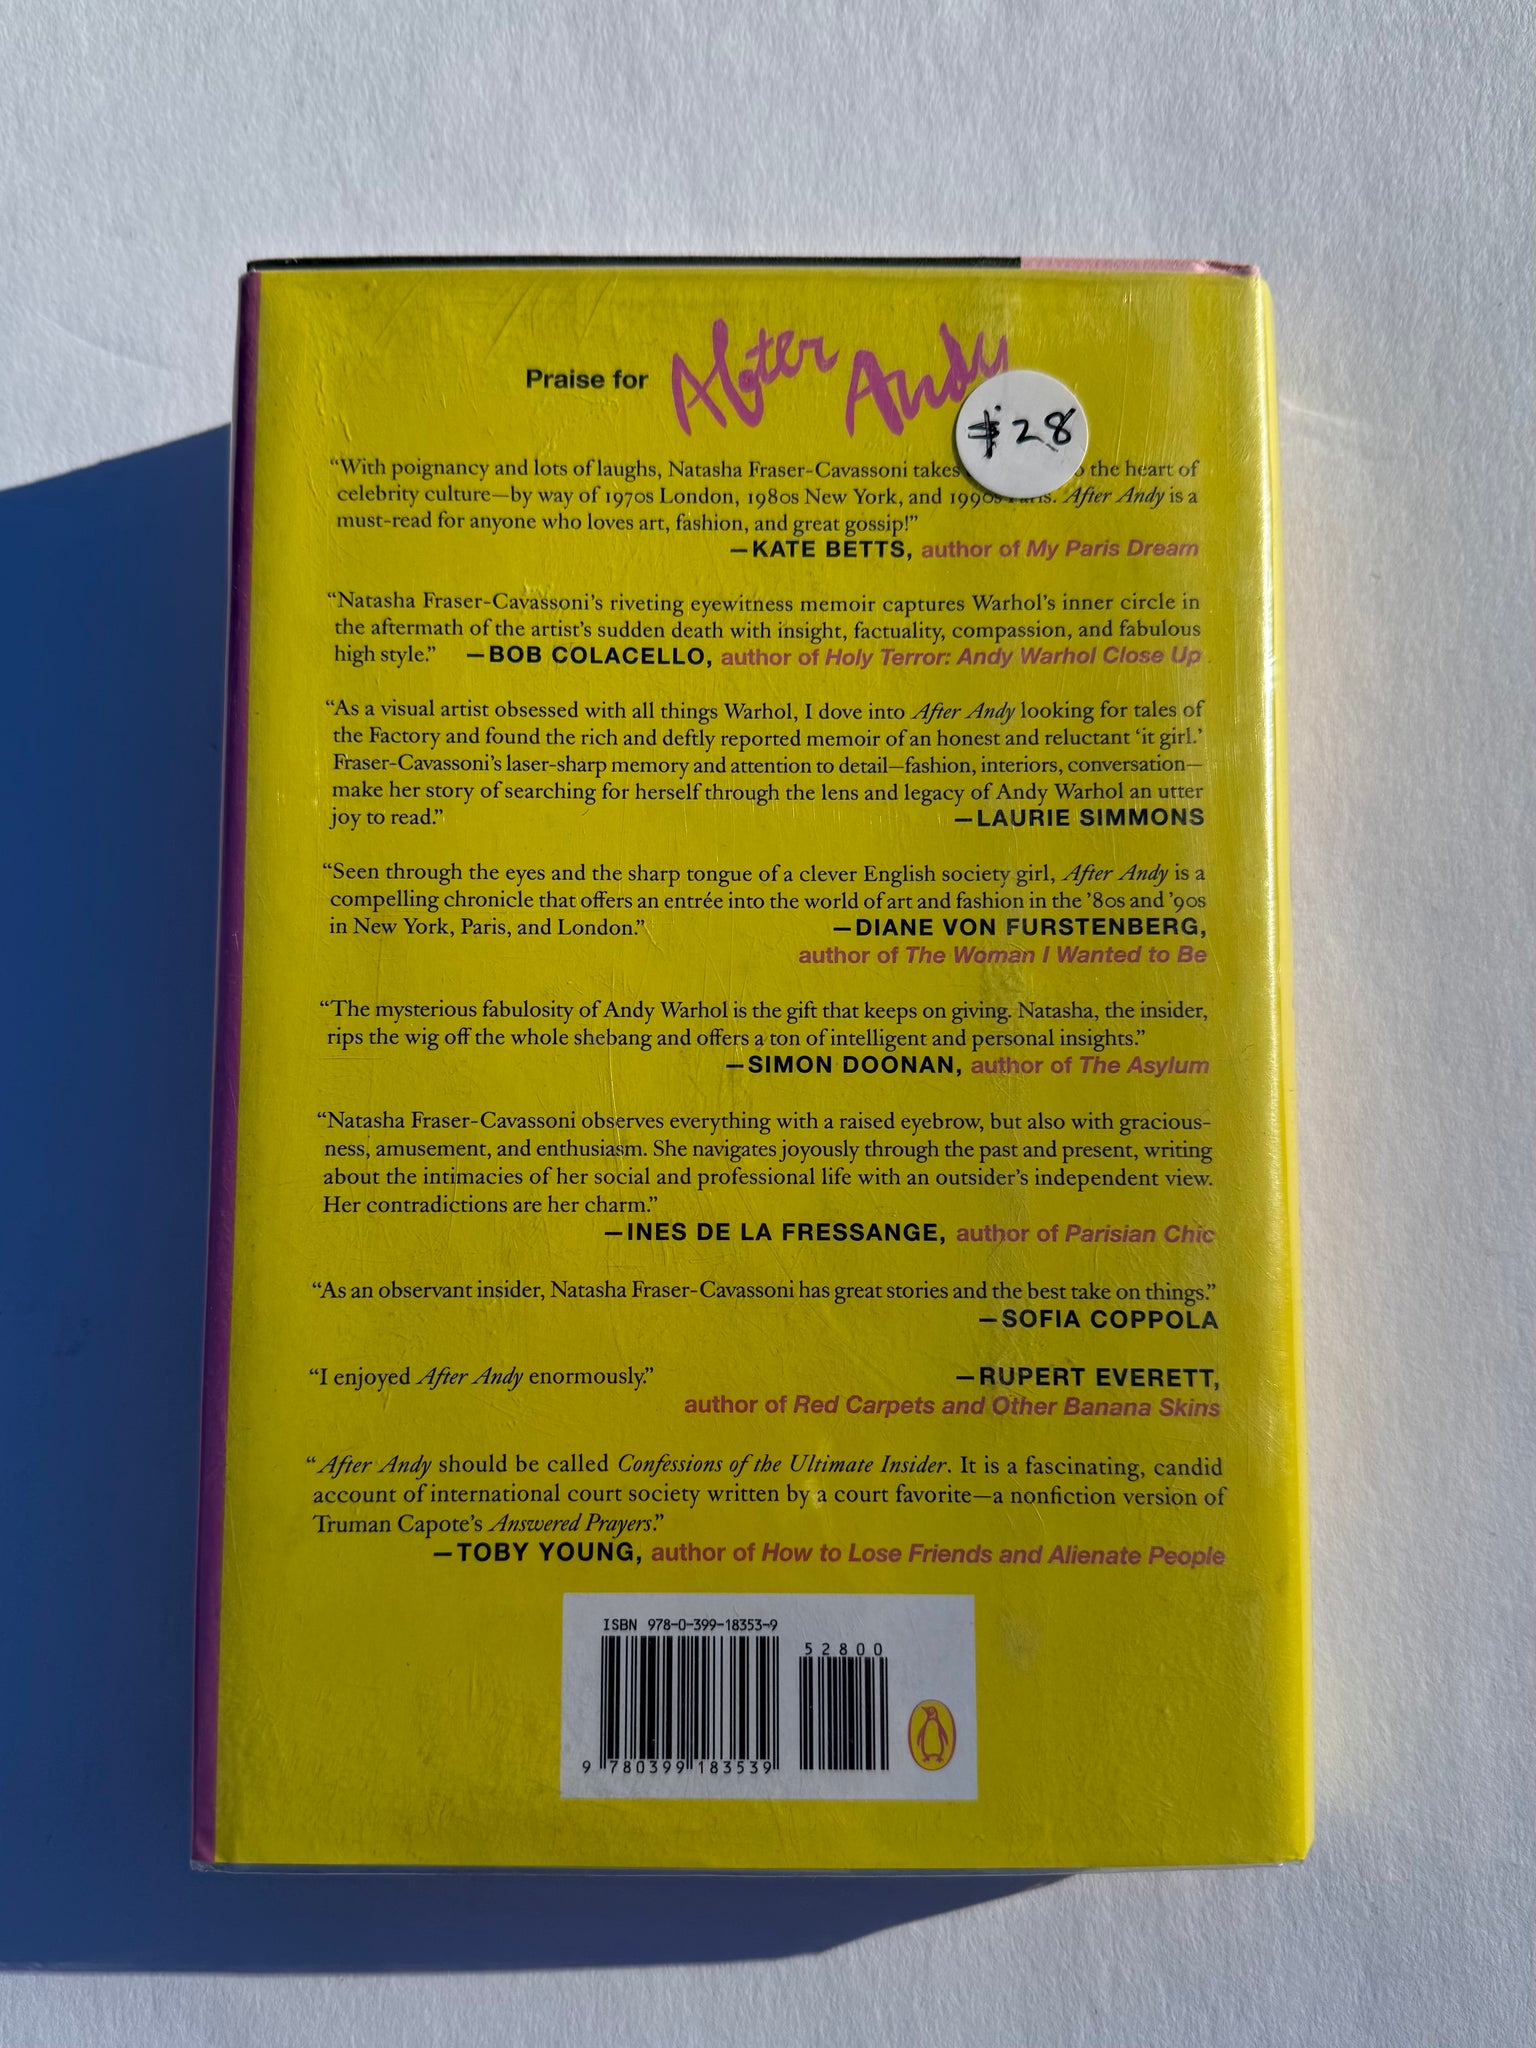 Praise for After Andy
$28
“With poignancy and lots of laughs, Natasha Fraser-Cavassoni takes the heart of
celebrity culture—by way of 1970s London, 1980s New York, and 1990s Paris. After Andy is a
must-read for anyone who loves art, fashion, and great gossip!”
—KATE BETTS, author of My Paris Dream
“Natasha Fraser-Cavassoni’s riveting eyewitness memoir captures Warhol’s inner circle in
the aftermath of the artist’s sudden death with insight, factuality, compassion, and fabulous
high style.” —BOB COLACELLO, author of Holy Terror: Andy Warhol Close Up
“As a visual artist obsessed with all things Warhol, I dove into After Andy looking for tales of
the Factory and found the rich and deftly reported memoir of an honest and reluctant ‘it girl.’
Fraser-Cavassoni’s laser-sharp memory and attention to detail—fashion, interiors, conversation—
make her story of searching for herself through the lens and legacy of Andy Warhol an utter
joy to read.” —LAURIE SIMMONS
“Seen through the eyes and the sharp tongue of a clever English society girl, After Andy is a
compelling chronicle that offers an entrée into the world of art and fashion in the ’80s and ’90s
in New York, Paris, and London.” —DIANE VON FURSTENBERG,
author of The Woman I Wanted to Be
“The mysterious fabulosity of Andy Warhol is the gift that keeps on giving. Natasha, the insider,
rips the wig off the whole shebang and offers a ton of intelligent and personal insights.”
—SIMON DOONAN, author of The Asylum
“Natasha Fraser-Cavassoni observes everything with a raised eyebrow, but also with gracious-
ness, amusement, and enthusiasm. She navigates joyously through the past and present, writing
about the intimacies of her social and professional life with an outsider’s independent view.
Her contradictions are her charm.”
—INES DE LA FRESSANGE, author of Parisian Chic
“As an observant insider, Natasha Fraser-Cavassoni has great stories and the best take on things.”
—SOFIA COPPOLA
“I enjoyed After Andy enormously.” —RUPERT EVERETT,
author of Red Carpets and Other Banana Skins
“After Andy should be called Confessions of the Ultimate Insider. It is a fascinating, candid
account of international court society written by a court favorite—a nonfiction version of
Truman Capote’s Answered Prayers.”
—TOBY YOUNG, author of How to Lose Friends and Alienate People
ISBN 978-0-399-18353-9
52800
9 780399 183539